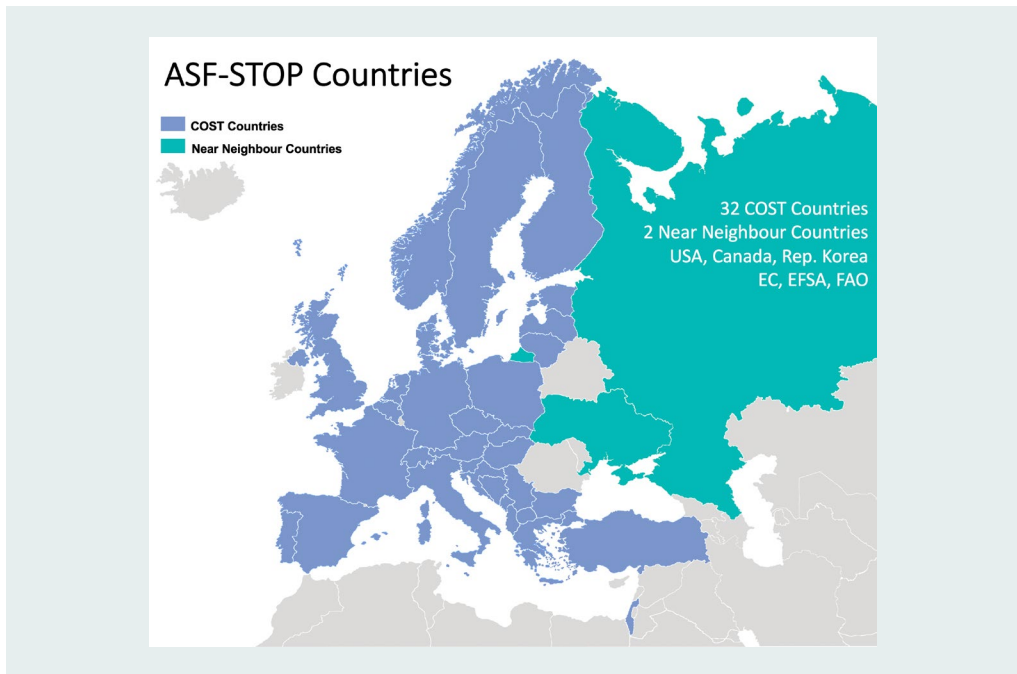 ASF-STOP Countries
COST Countries
Near Neighbour Countries
32 COST Countries
2 Near Neighbour Countries
USA, Canada, Rep. Korea
EC, EFSA, FAO